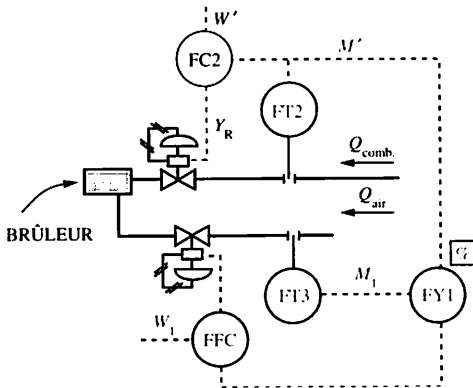 W′
FC2
M′
FT2
Y_R
Q_comb.
Q_air
BRÛLEUR
FT3
M_1
FY1
W_1
FFC